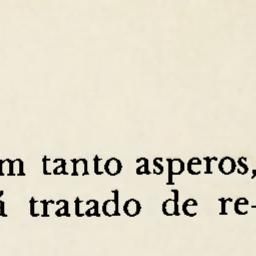 m tanto asperos,
á tratado de re-